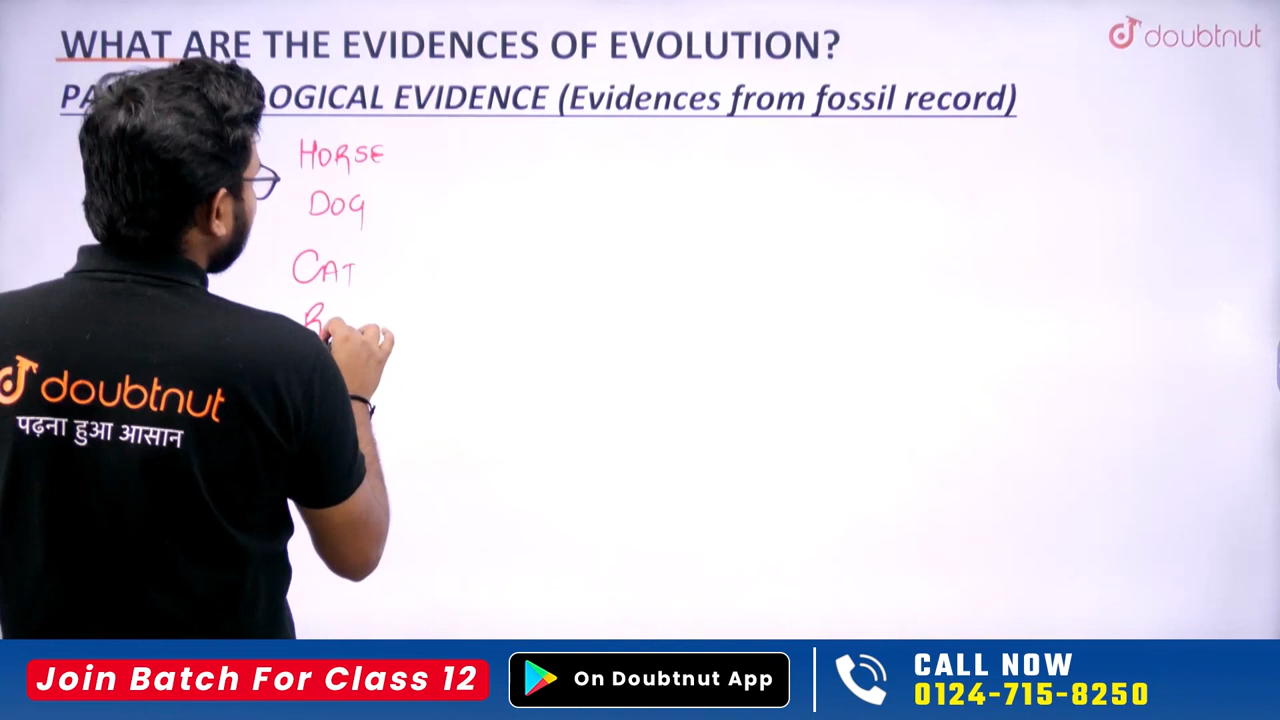 WHAT ARE THE EVIDENCES OF EVOLUTION?
doubtnut
OGICAL EVIDENCE (Evidences from fossil record)
HORSE
DOG
CAT
doubtnut
पढ़ना हुआ आसान
Join Batch For Class 12
On Doubtnut App
CALL NOW
0124-715-8250